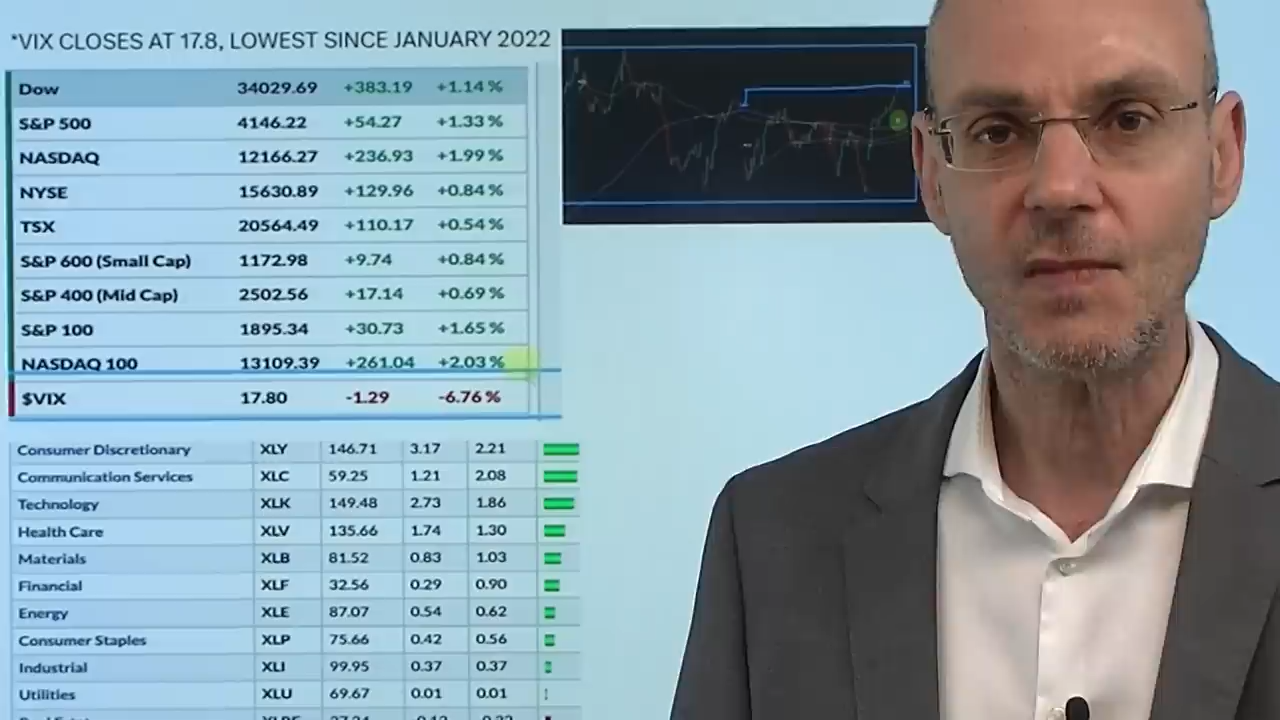 *VIX CLOSES AT 17.8, LOWEST SINCE JANUARY 2022
Dow 34029.69 +383.19 +1.14 %
S&P 500 4146.22 +54.27 +1.33 %
NASDAQ 12166.27 +236.93 +1.99 %
NYSE 15630.89 +129.96 +0.84 %
TSX 20564.49 +110.17 +0.54 %
S&P 600 (Small Cap) 1172.98 +9.74 +0.84 %
S&P 400 (Mid Cap) 2502.56 +17.14 +0.69 %
S&P 100 1895.34 +30.73 +1.65 %
NASDAQ 100 13109.39 +261.04 +2.03 %
$VIX 17.80 -1.29 -6.76 %
Consumer Discretionary XLY 146.71 3.17 2.21
Communication Services XLC 59.25 1.21 2.08
Technology XLK 149.48 2.73 1.86
Health Care XLV 135.66 1.74 1.30
Materials XLB 81.52 0.83 1.03
Financial XLF 32.56 0.29 0.90
Energy XLE 87.07 0.54 0.62
Consumer Staples XLP 75.66 0.42 0.56
Industrial XLI 99.95 0.37 0.37
Utilities XLU 69.67 0.01 0.01